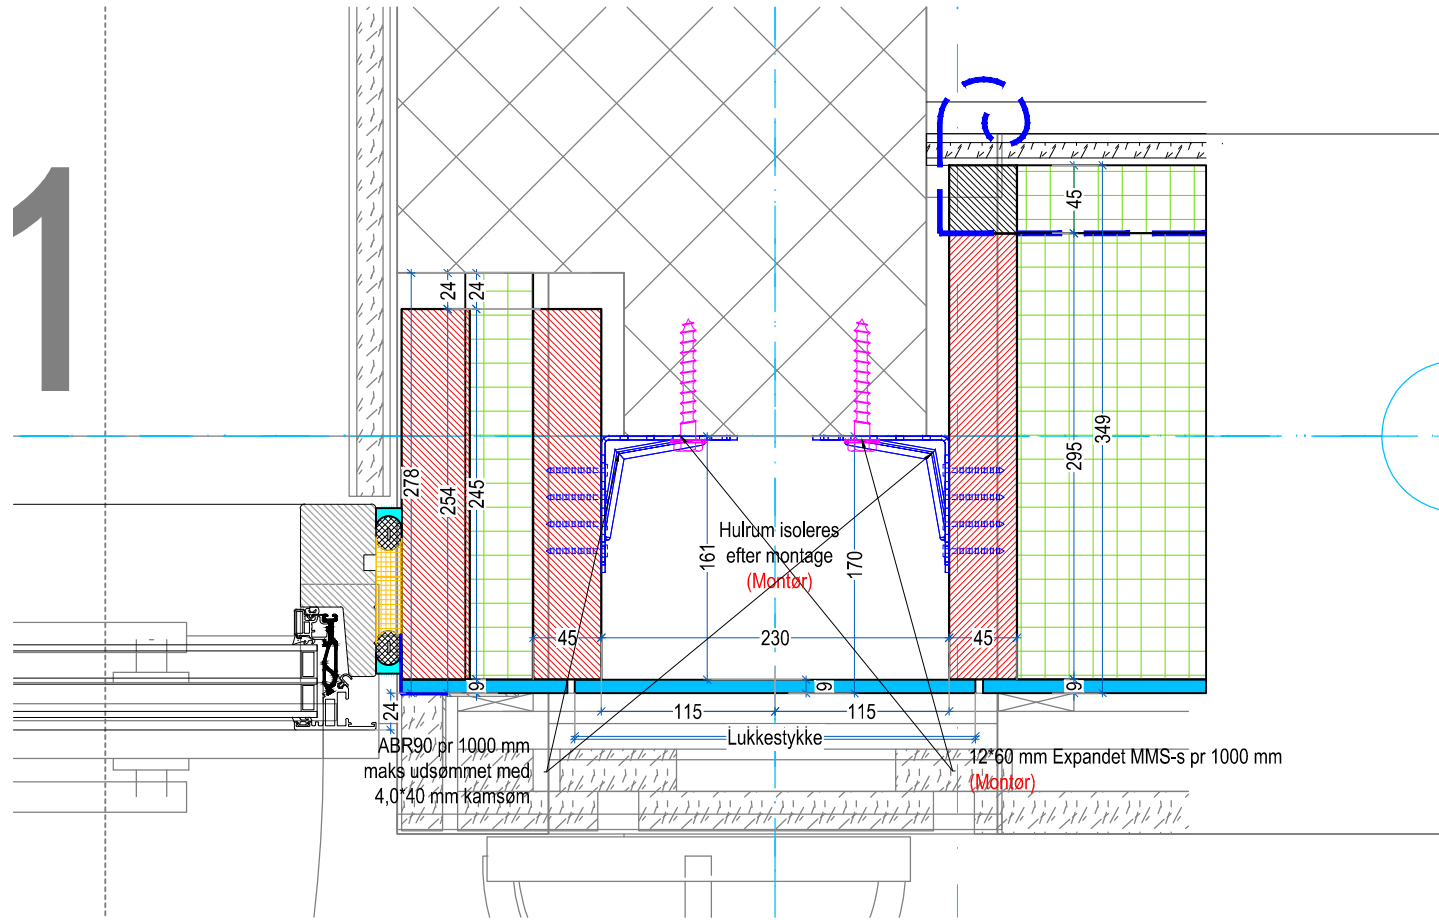 1
45
349
295
24
24
278
254
245
161
170
Hulrum isoleres
efter montage
(Montør)
45
230
45
9
9
9
24
115
115
Lukkestykke
ABR90 pr 1000 mm
maks udsømmet med
4,0*40 mm kamsøm
12*60 mm Expandet MMS-s pr 1000 mm
(Montør)